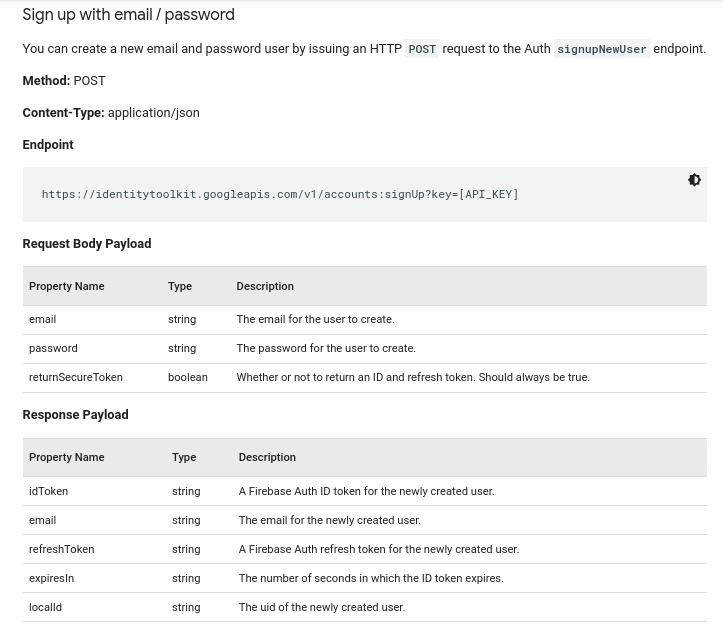 Sign up with email / password
You can create a new email and password user by issuing an HTTP POST request to the Auth signupNewUser endpoint.
Method: POST
Content-Type: application/json
Endpoint
https://identitytoolkit.googleapis.com/v1/accounts:signUp?key=[API_KEY]
Request Body Payload
Property Name Type Description
email string The email for the user to create.
password string The password for the user to create.
returnSecureToken boolean Whether or not to return an ID and refresh token. Should always be true.
Response Payload
Property Name Type Description
idToken string A Firebase Auth ID token for the newly created user.
email string The email for the newly created user.
refreshToken string A Firebase Auth refresh token for the newly created user.
expiresIn string The number of seconds in which the ID token expires.
localId string The uid of the newly created user.